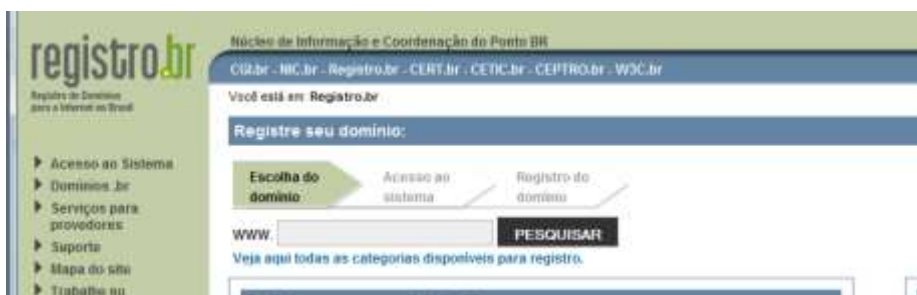 registro.br
Registro de Domínios
para a Internet no Brasil
Núcleo de Informação e Coordenação do Ponto BR
CGI.br - NIC.br - Registro.br - CERT.br - CETIC.br - CEPTRO.br - W3C.br
Você está em: Registro.br
Registre seu domínio:
Acesso ao Sistema
Domínios .br
Serviços para
provedores
Suporte
Mapa do site
Trabalhe no
Escolha do
domínio
Acesso ao
sistema
Registro do
domínio
www.
PESQUISAR
Veja aqui todas as categorias disponíveis para registro.